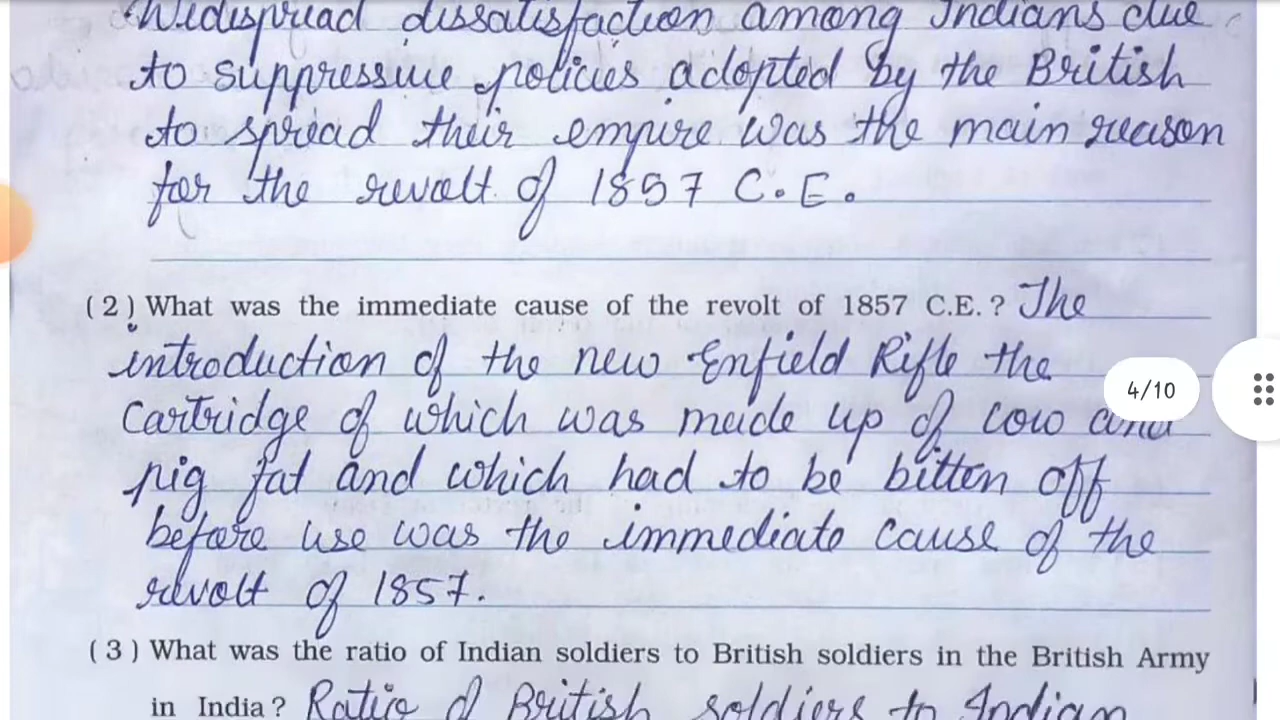 Widespread dissatisfaction among Indians due
to suppressive policies adopted by the British
to spread their empire was the main reason
for the revolt of 1857 C.E.
(2) What was the immediate cause of the revolt of 1857 C.E. ? The
introduction of the new Enfield Rifle the
Cartridge of which was made up of cow and
pig fat and which had to be bitten off
before use was the immediate cause of the
revolt of 1857.
4/10
(3) What was the ratio of Indian soldiers to British soldiers in the British Army
in India ? Ratio of British soldiers to Indian